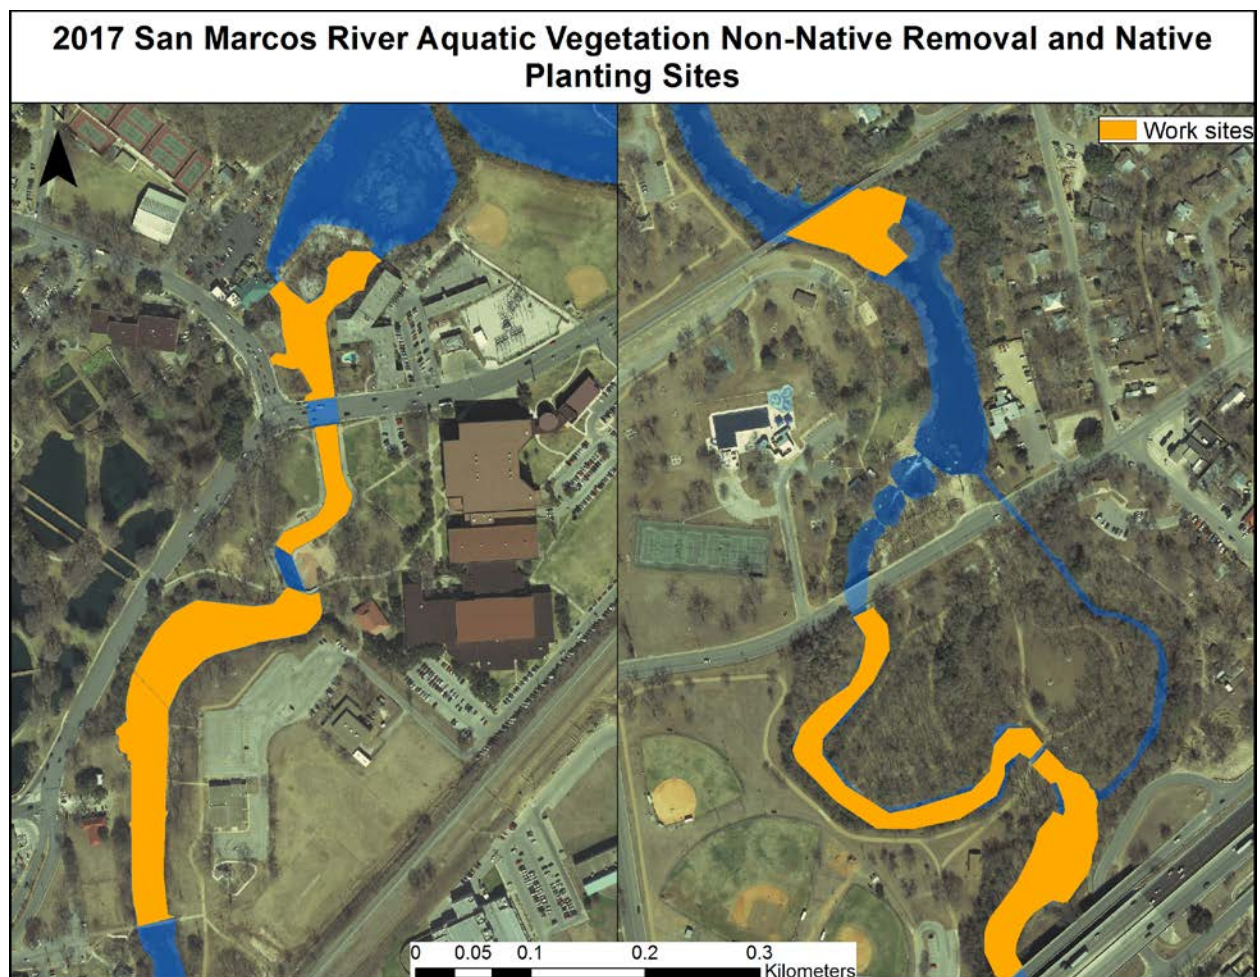 2017 San Marcos River Aquatic Vegetation Non-Native Removal and Native
Planting Sites
N
Work sites
0 0.05 0.1 0.2 0.3
Kilometers